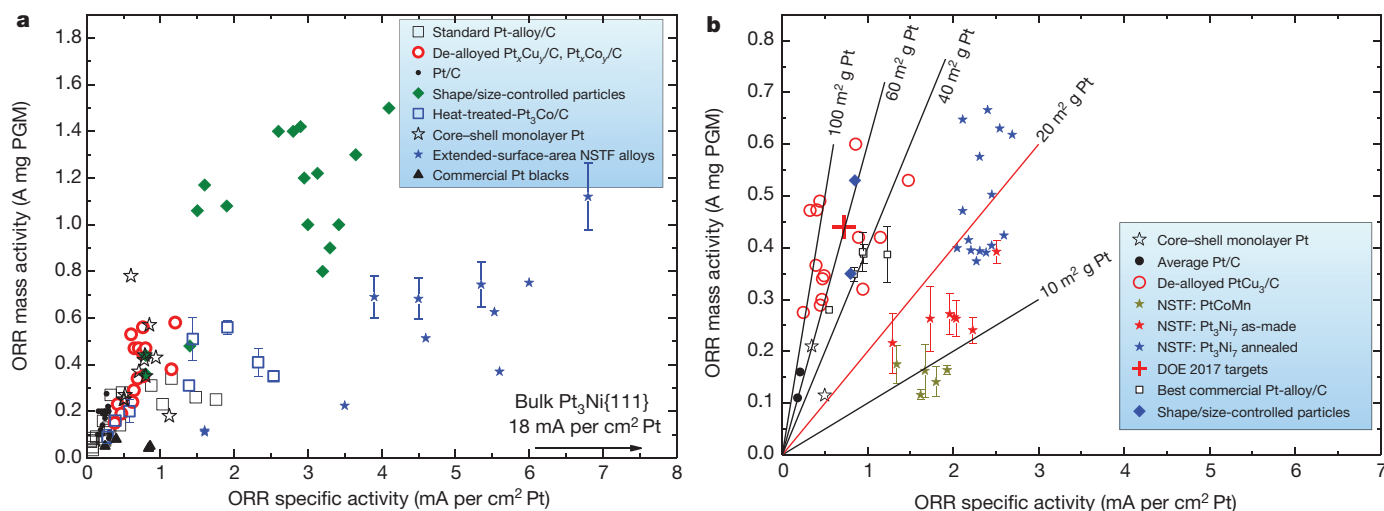 a
1.8
1.6
1.4
1.2
1.0
0.8
0.6
0.4
0.2
0.0
ORR mass activity (A mg PGM)
Standard Pt-alloy/C
De-alloyed PtxCuy/C, PtxCoy/C
Pt/C
Shape/size-controlled particles
Heat-treated-Pt3Co/C
Core–shell monolayer Pt
Extended-surface-area NSTF alloys
Commercial Pt blacks
Bulk Pt3Ni{111}
18 mA per cm2 Pt
0 1 2 3 4 5 6 7 8
ORR specific activity (mA per cm2 Pt)
b
0.8
0.7
0.6
0.5
0.4
0.3
0.2
0.1
0.0
ORR mass activity (A mg PGM)
100 m2 g Pt
60 m2 g Pt
40 m2 g Pt
20 m2 g Pt
10 m2 g Pt
Core–shell monolayer Pt
Average Pt/C
De-alloyed PtCu3/C
NSTF: PtCoMn
NSTF: Pt3Ni7 as-made
NSTF: Pt3Ni7 annealed
DOE 2017 targets
Best commercial Pt-alloy/C
Shape/size-controlled particles
0 1 2 3 4 5 6 7
ORR specific activity (mA per cm2 Pt)